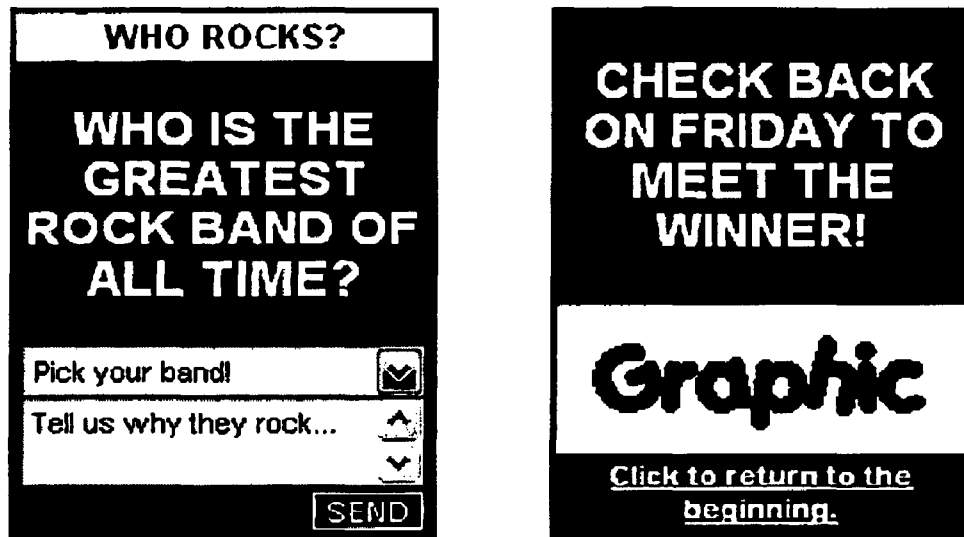 WHO ROCKS?
WHO IS THE
GREATEST
ROCK BAND OF
ALL TIME?
Pick your band!
Tell us why they rock...
SEND
CHECK BACK
ON FRIDAY TO
MEET THE
WINNER!
Graphic
Click to return to the
beginning.